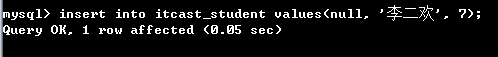 mysql> insert into itcast_student values(null, '李二欢', 7);
Query OK, 1 row affected (0.05 sec)